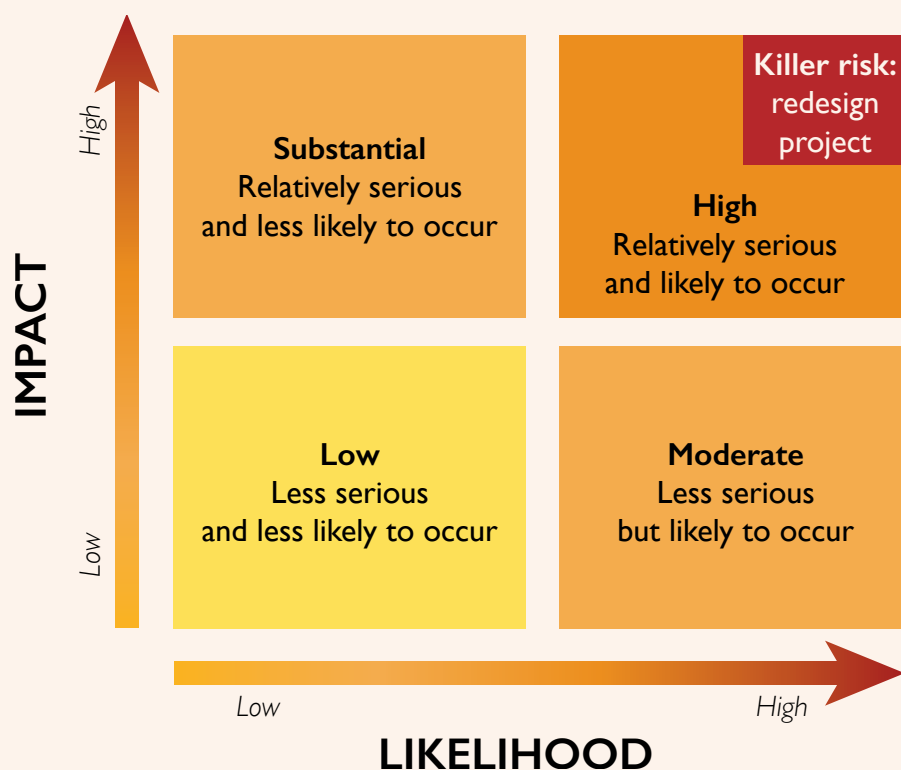 Killer risk:
redesign
project
Substantial
Relatively serious
and less likely to occur
High
Relatively serious
and likely to occur
Low
Less serious
and less likely to occur
Moderate
Less serious
but likely to occur
High
IMPACT
Low
Low
High
LIKELIHOOD